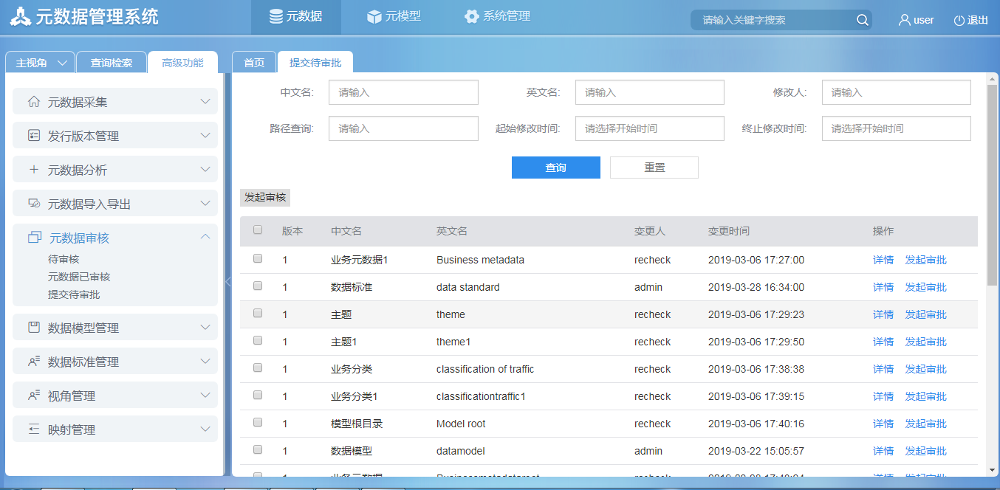 元数据管理系统
元数据
元模型
系统管理
请输入关键字搜索
user
退出
主视角
查询检索
高级功能
首页
提交待审批
元数据采集
发行版本管理
元数据分析
元数据导入导出
元数据审核
待审核
元数据已审核
提交待审批
数据模型管理
数据标准管理
视角管理
映射管理
中文名: 请输入 英文名: 请输入 修改人: 请输入
路径查询: 请输入 起始修改时间: 请选择开始时间 终止修改时间: 请选择开始时间
查询 重置
发起审核
版本 中文名 英文名 变更人 变更时间 操作
1 业务元数据1 Business metadata recheck 2019-03-06 17:27:00 详情 发起审批
1 数据标准 data standard admin 2019-03-28 16:34:00 详情 发起审批
1 主题 theme recheck 2019-03-06 17:29:23 详情 发起审批
1 主题1 theme1 recheck 2019-03-06 17:29:50 详情 发起审批
1 业务分类 classification of traffic recheck 2019-03-06 17:38:38 详情 发起审批
1 业务分类1 classificationtraffic1 recheck 2019-03-06 17:39:15 详情 发起审批
1 模型根目录 Model root recheck 2019-03-06 17:40:16 详情 发起审批
1 数据模型 datamodel admin 2019-03-22 15:05:57 详情 发起审批